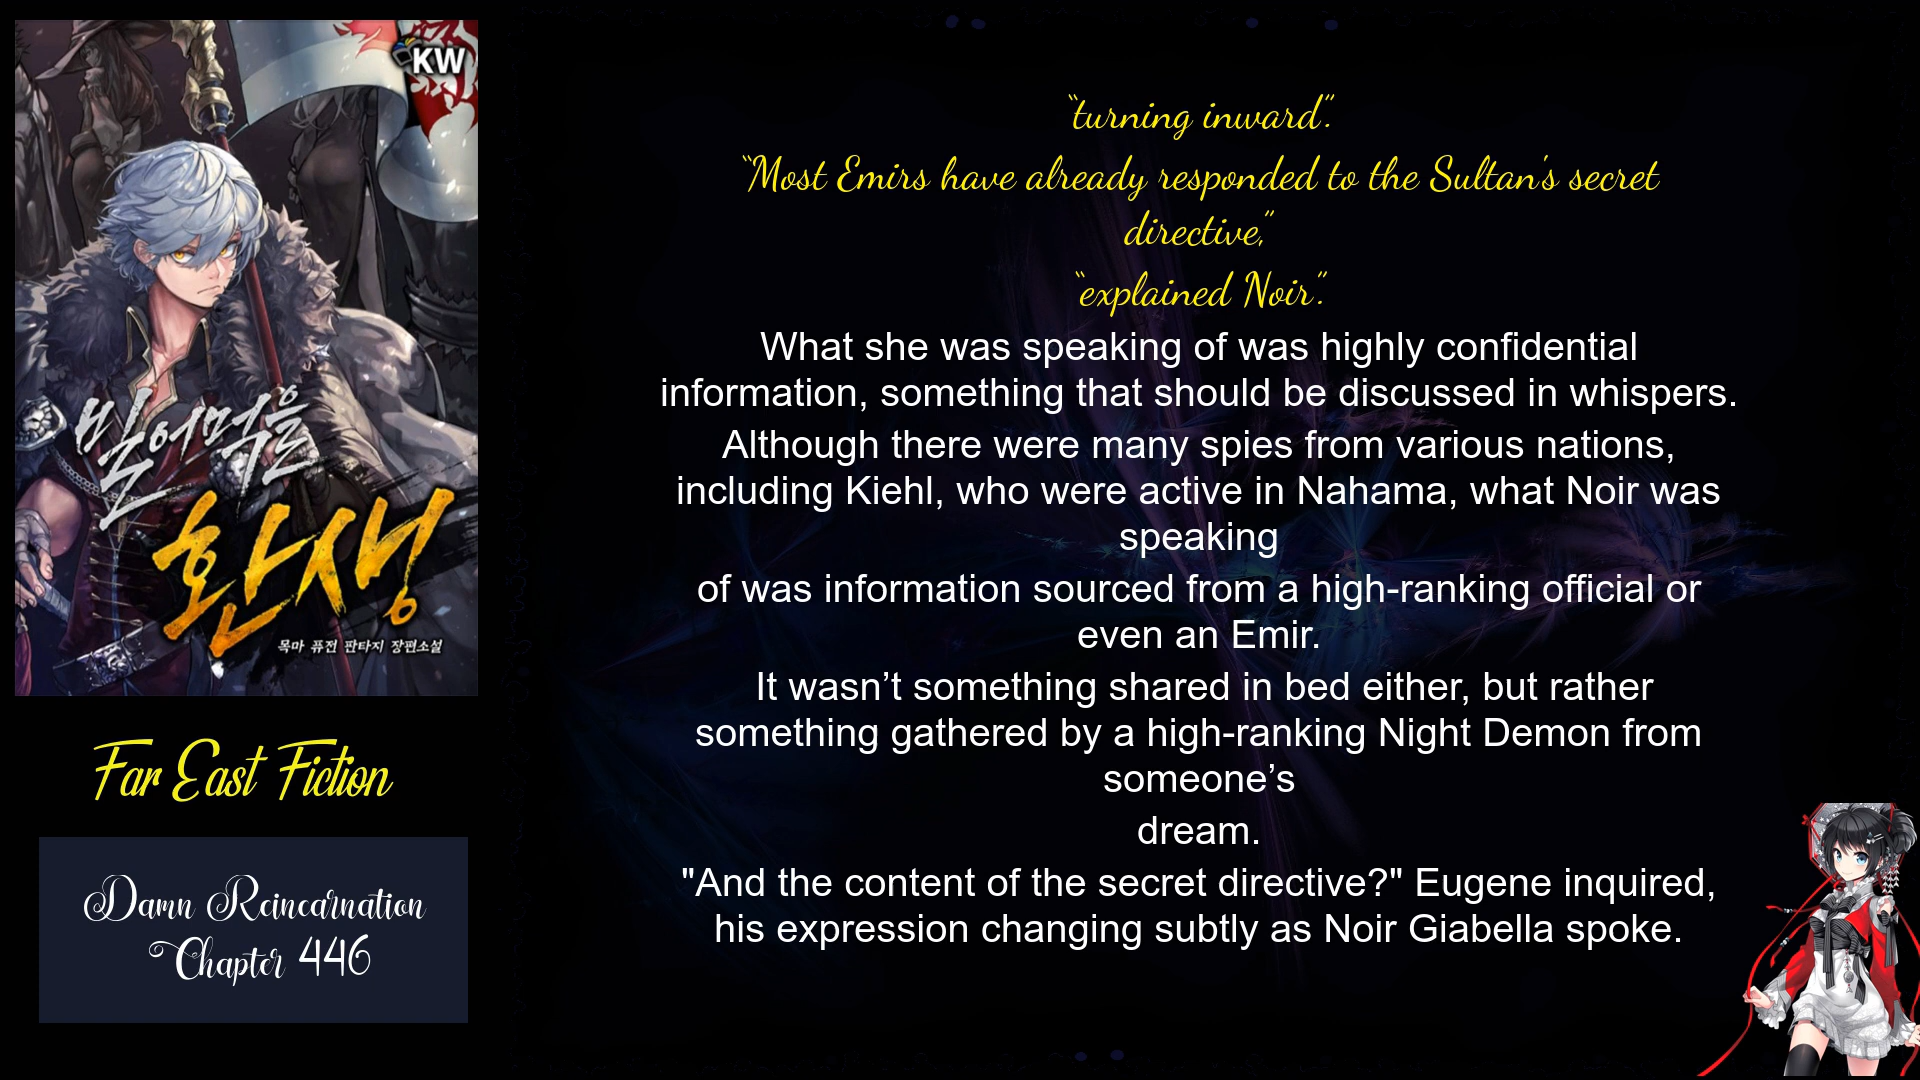 KW
빌어먹을
환생
목마 퓨전 판타지 장편소설
Far East Fiction
Damn Reincarnation
Chapter 446
“turning inward”.
“Most Emirs have already responded to the Sultan's secret
directive,”
“explained Noir”.
What she was speaking of was highly confidential
information, something that should be discussed in whispers.
Although there were many spies from various nations,
including Kiehl, who were active in Nahama, what Noir was
speaking
of was information sourced from a high-ranking official or
even an Emir.
It wasn’t something shared in bed either, but rather
something gathered by a high-ranking Night Demon from
someone’s
dream.
"And the content of the secret directive?" Eugene inquired,
his expression changing subtly as Noir Giabella spoke.